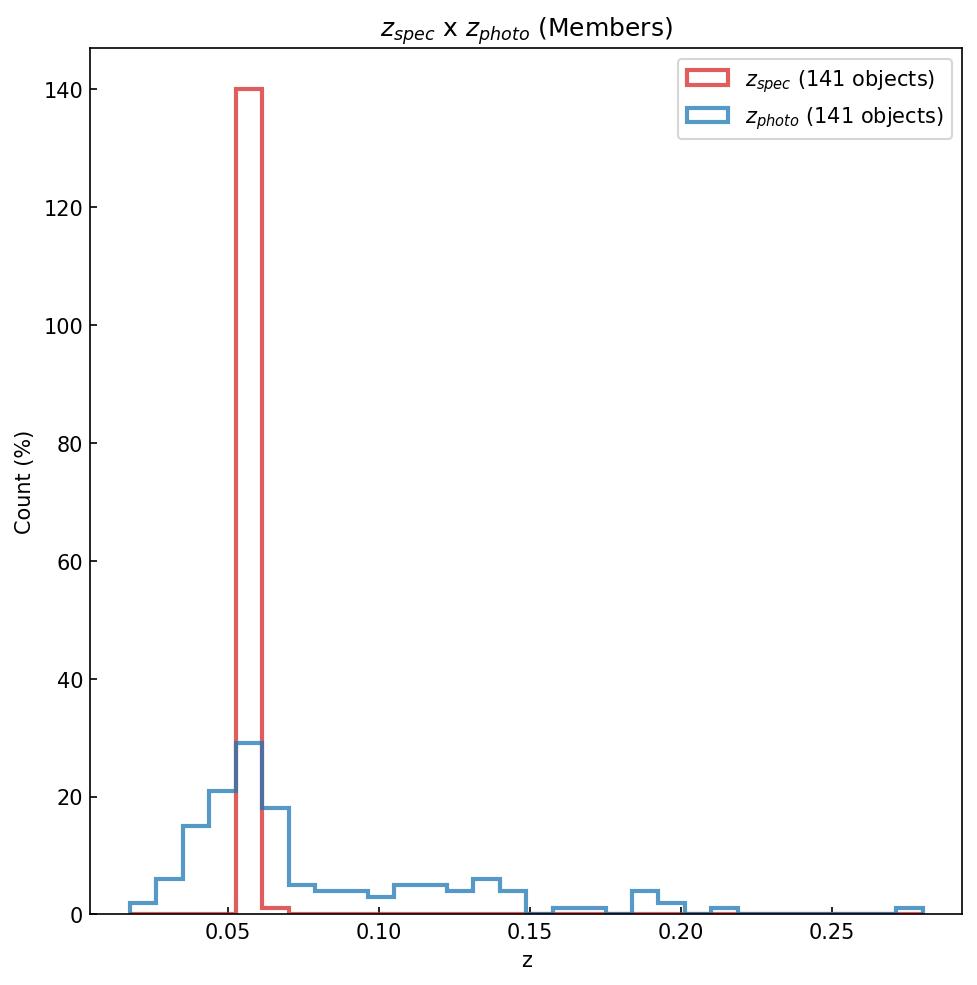 z_spec x z_photo (Members)
z_spec (141 objects)
z_photo (141 objects)
Count (%)
140
120
100
80
60
40
20
0
0.05 0.10 0.15 0.20 0.25
z